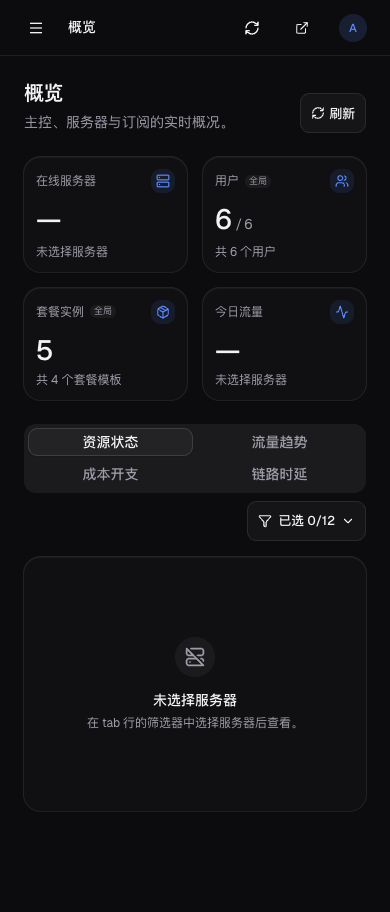 概览
A
概览
主控、服务器与订阅的实时概况。
刷新
在线服务器
—
未选择服务器
用户 全局
6 / 6
共 6 个用户
套餐实例 全局
5
共 4 个套餐模板
今日流量
—
未选择服务器
资源状态
流量趋势
成本开支
链路时延
已选 0/12
未选择服务器
在 tab 行的筛选器中选择服务器后查看。